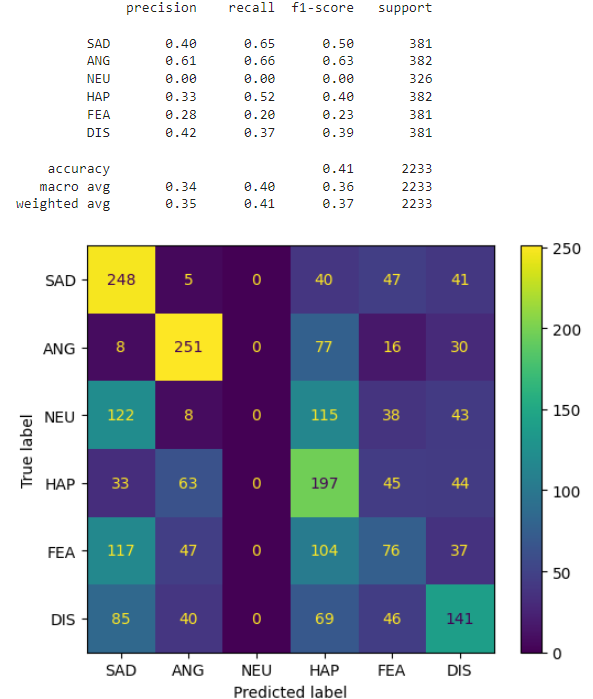 precision recall f1-score support
SAD 0.40 0.65 0.50 381
ANG 0.61 0.66 0.63 382
NEU 0.00 0.00 0.00 326
HAP 0.33 0.52 0.40 382
FEA 0.28 0.20 0.23 381
DIS 0.42 0.37 0.39 381
accuracy 0.41 2233
macro avg 0.34 0.40 0.36 2233
weighted avg 0.35 0.41 0.37 2233
SAD 248 5 0 40 47 41
ANG 8 251 0 77 16 30
NEU 122 8 0 115 38 43
HAP 33 63 0 197 45 44
FEA 117 47 0 104 76 37
DIS 85 40 0 69 46 141
SAD ANG NEU HAP FEA DIS
Predicted label
True label
250
200
150
100
50
0